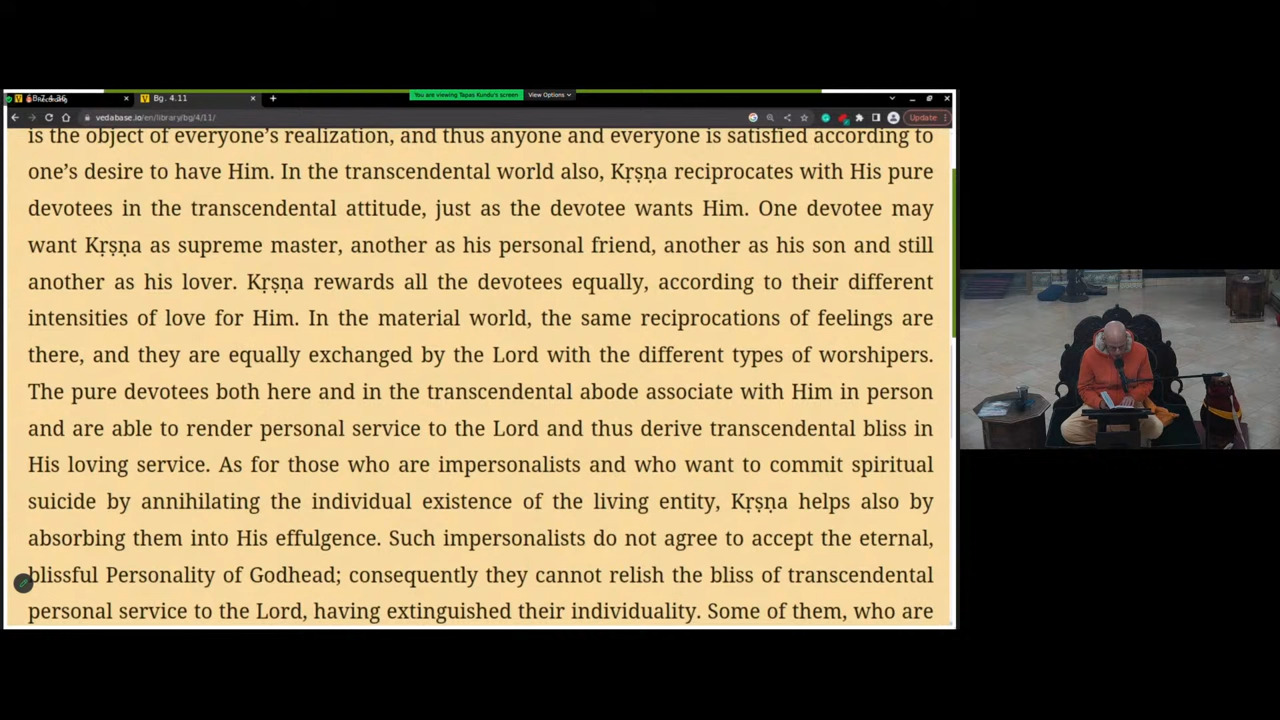 Bg. 4.11
You are viewing Tapas Kundu's screen
View Options
vedabase.io/en/library/bg/4/11/
Update
is the object of everyone’s realization, and thus anyone and everyone is satisfied according to
one’s desire to have Him. In the transcendental world also, Kṛṣṇa reciprocates with His pure
devotees in the transcendental attitude, just as the devotee wants Him. One devotee may
want Kṛṣṇa as supreme master, another as his personal friend, another as his son and still
another as his lover. Kṛṣṇa rewards all the devotees equally, according to their different
intensities of love for Him. In the material world, the same reciprocations of feelings are
there, and they are equally exchanged by the Lord with the different types of worshipers.
The pure devotees both here and in the transcendental abode associate with Him in person
and are able to render personal service to the Lord and thus derive transcendental bliss in
His loving service. As for those who are impersonalists and who want to commit spiritual
suicide by annihilating the individual existence of the living entity, Kṛṣṇa helps also by
absorbing them into His effulgence. Such impersonalists do not agree to accept the eternal,
blissful Personality of Godhead; consequently they cannot relish the bliss of transcendental
personal service to the Lord, having extinguished their individuality. Some of them, who are